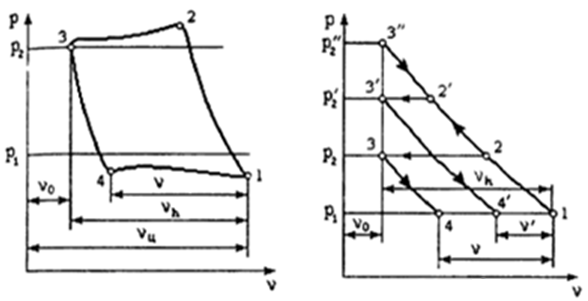 p
p₂
p₁
3
2
4
1
v₀
v
vₕ
vᵤ
v
p
p₂″
p₂′
p₂
p₁
3″
3′
2′
3
2
vₕ
v₀
4
4′
1
v′
v
v